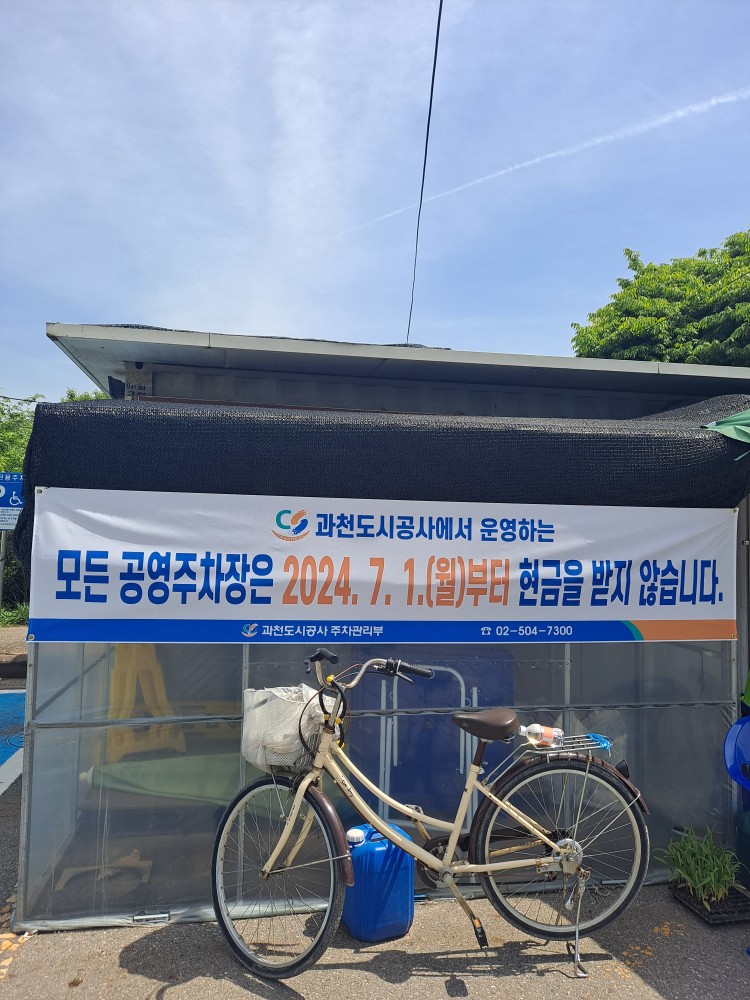 과천도시공사에서 운영하는
모든 공영주차장은 2024. 7. 1.(월)부터 현금을 받지 않습니다.
과천도시공사 주차관리부 ☎ 02-504-7300